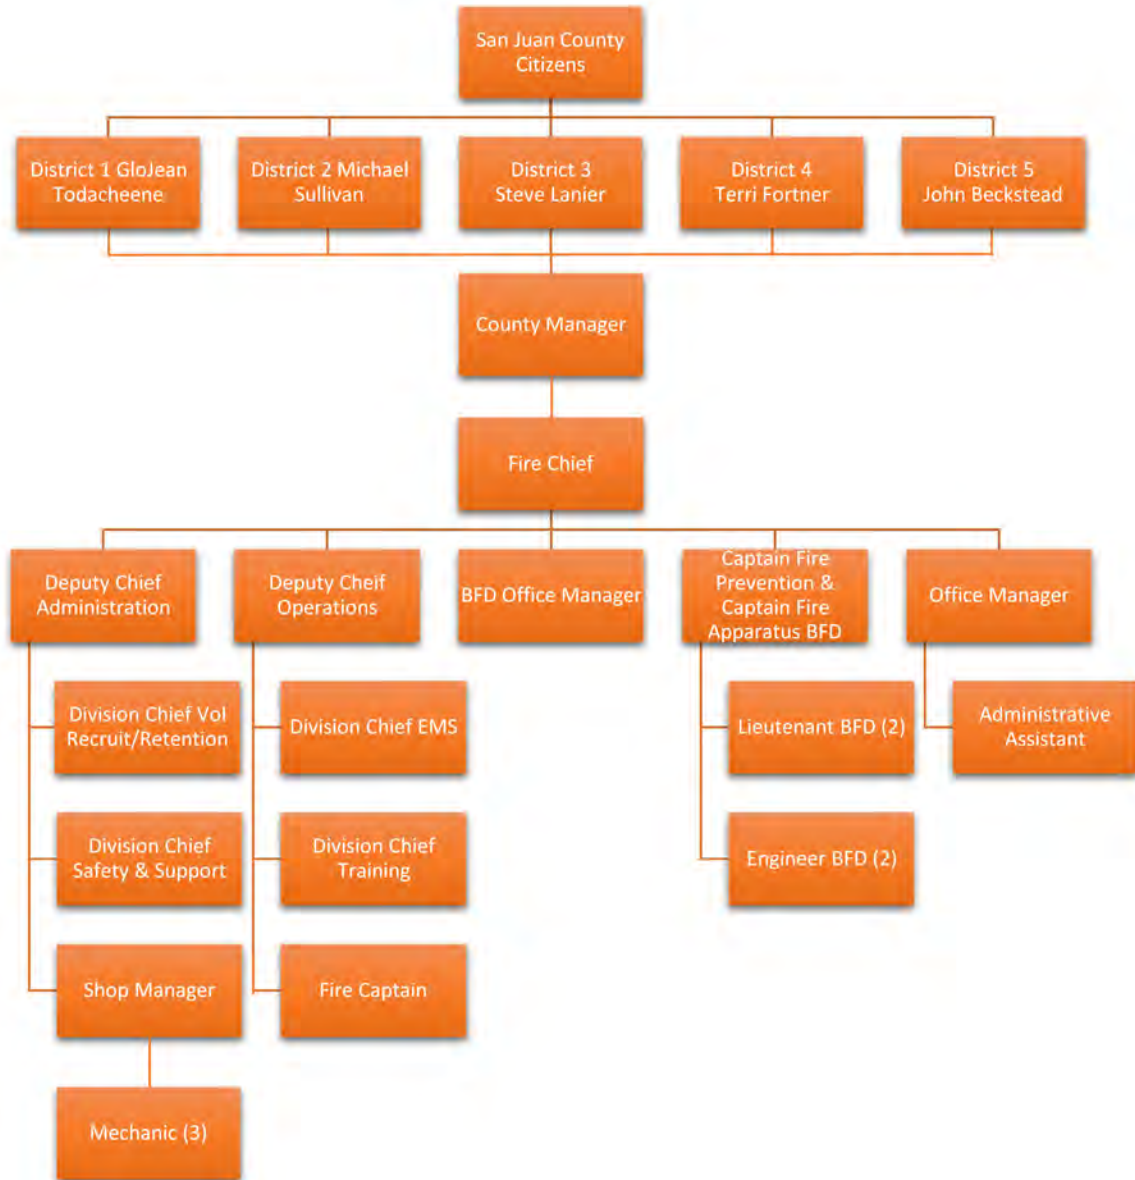 San Juan County
Citizens
District 1 GloJean
Todacheene
District 2 Michael
Sullivan
District 3
Steve Lanier
District 4
Terri Fortner
District 5
John Beckstead
County Manager
Fire Chief
Deputy Chief
Administration
Deputy Cheif
Operations
BFD Office Manager
Captain Fire
Prevention &
Captain Fire
Apparatus BFD
Office Manager
Division Chief Vol
Recruit/Retention
Division Chief EMS
Lieutenant BFD (2)
Administrative
Assistant
Division Chief
Safety & Support
Division Chief
Training
Engineer BFD (2)
Shop Manager
Fire Captain
Mechanic (3)